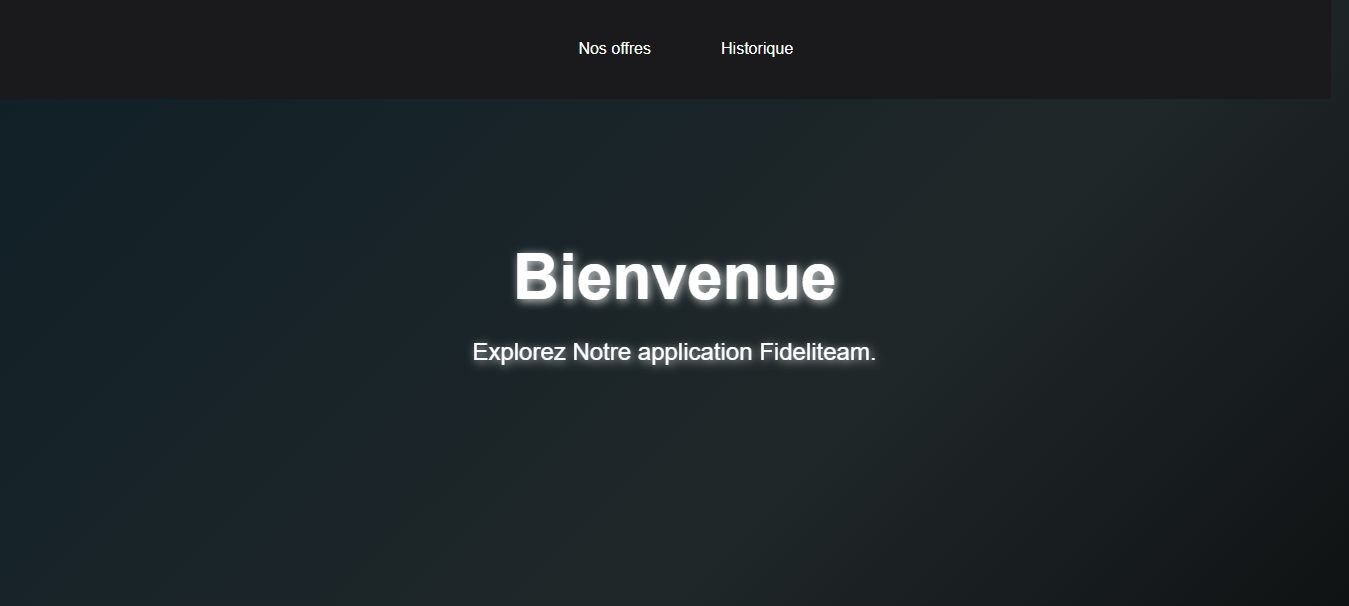 Nos offres Historique
Bienvenue
Explorez Notre application Fideliteam.